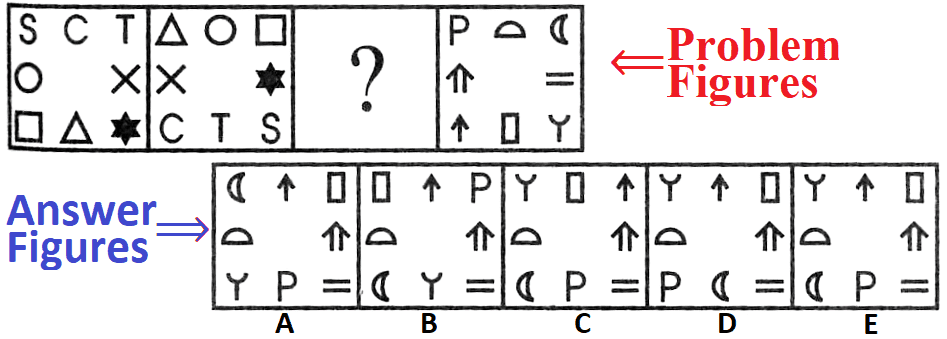 S C T
X
C T S
?
P
Y
Problem
Figures
Answer
Figures
Y P =
P
Y
Y
P
Y
P
Y
P
A B C D E